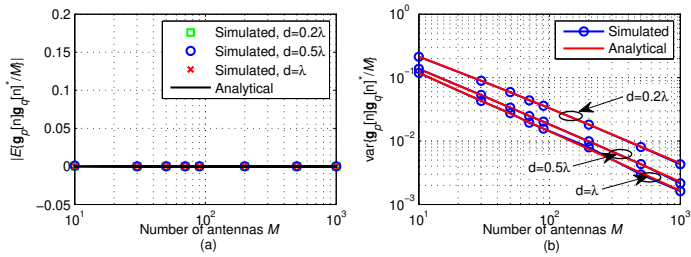 |E{g_p[n]g_q[n]^*/M}|
0.2
0.15
0.1
0.05
0
−0.05
Simulated, d=0.2λ
Simulated, d=0.5λ
Simulated, d=λ
Analytical
10^1
10^2
10^3
Number of antennas M
(a)
var{g_p[n]g_q[n]^*/M}
10^0
10^−1
10^−2
10^−3
Simulated
Analytical
d=0.2λ
d=0.5λ
d=λ
10^1
10^2
10^3
Number of antennas M
(b)